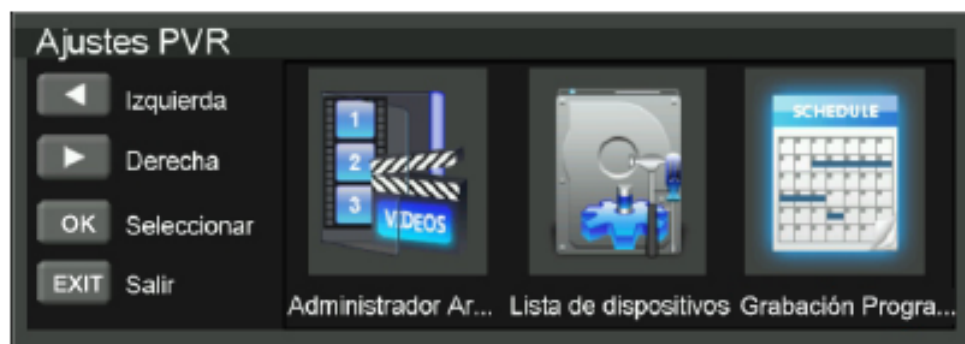 Ajustes PVR
Izquierda
Derecha
OK Seleccionar
EXIT Salir
1
2
3
VIDEOS
SCHEDULE
Administrador Ar... Lista de dispositivos Grabación Progra...